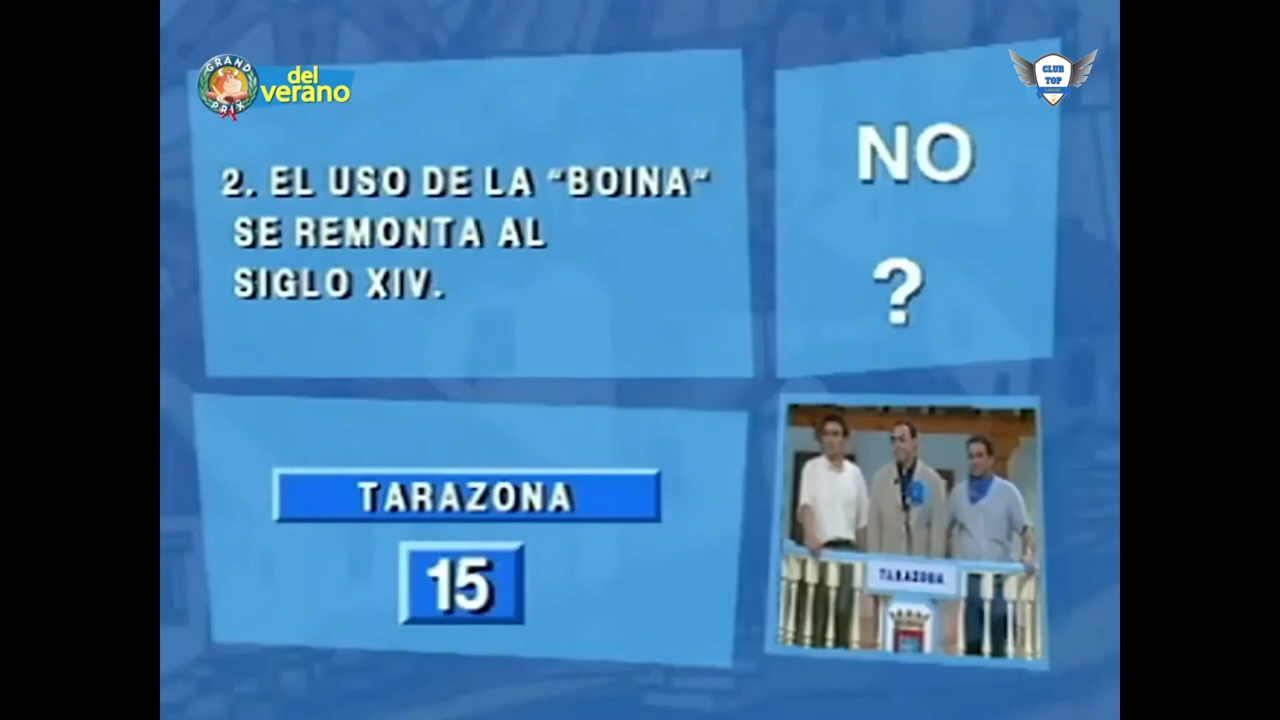 GRAND
PRIX
del
verano
CLUB
TOP
2. EL USO DE LA "BOINA"
SE REMONTA AL
SIGLO XIV.
NO
?
TARAZONA
15
TARAZONA